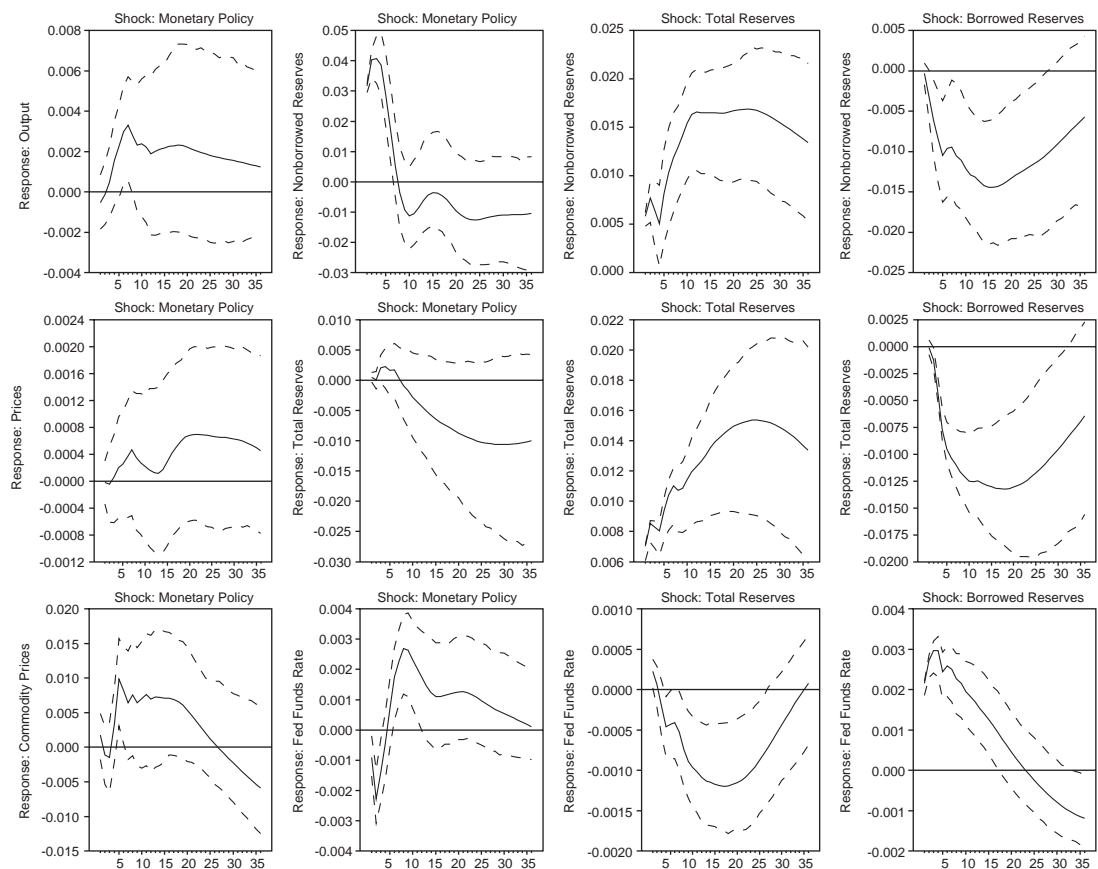 Shock: Monetary Policy
Response: Output
0.008
0.006
0.004
0.002
0.000
-0.002
-0.004
5 10 15 20 25 30 35
Shock: Monetary Policy
Response: Nonborrowed Reserves
0.05
0.04
0.03
0.02
0.01
0.00
-0.01
-0.02
-0.03
5 10 15 20 25 30 35
Shock: Total Reserves
Response: Nonborrowed Reserves
0.025
0.020
0.015
0.010
0.005
0.000
5 10 15 20 25 30 35
Shock: Borrowed Reserves
Response: Nonborrowed Reserves
0.005
0.000
-0.005
-0.010
-0.015
-0.020
-0.025
5 10 15 20 25 30 35
Shock: Monetary Policy
Response: Prices
0.0024
0.0020
0.0016
0.0012
0.0008
0.0004
-0.0000
-0.0004
-0.0008
-0.0012
5 10 15 20 25 30 35
Shock: Monetary Policy
Response: Total Reserves
0.010
0.005
0.000
-0.005
-0.010
-0.015
-0.020
-0.025
-0.030
5 10 15 20 25 30 35
Shock: Total Reserves
Response: Total Reserves
0.022
0.020
0.018
0.016
0.014
0.012
0.010
0.008
0.006
5 10 15 20 25 30 35
Shock: Borrowed Reserves
Response: Total Reserves
0.0025
0.0000
-0.0025
-0.0050
-0.0075
-0.0100
-0.0125
-0.0150
-0.0175
-0.0200
5 10 15 20 25 30 35
Shock: Monetary Policy
Response: Commodity Prices
0.020
0.015
0.010
0.005
0.000
-0.005
-0.010
-0.015
5 10 15 20 25 30 35
Shock: Monetary Policy
Response: Fed Funds Rate
0.004
0.003
0.002
0.001
0.000
-0.001
-0.002
-0.003
-0.004
5 10 15 20 25 30 35
Shock: Total Reserves
Response: Fed Funds Rate
0.0010
0.0005
0.0000
-0.0005
-0.0010
-0.0015
-0.0020
5 10 15 20 25 30 35
Shock: Borrowed Reserves
Response: Fed Funds Rate
0.004
0.003
0.002
0.001
0.000
-0.001
-0.002
5 10 15 20 25 30 35